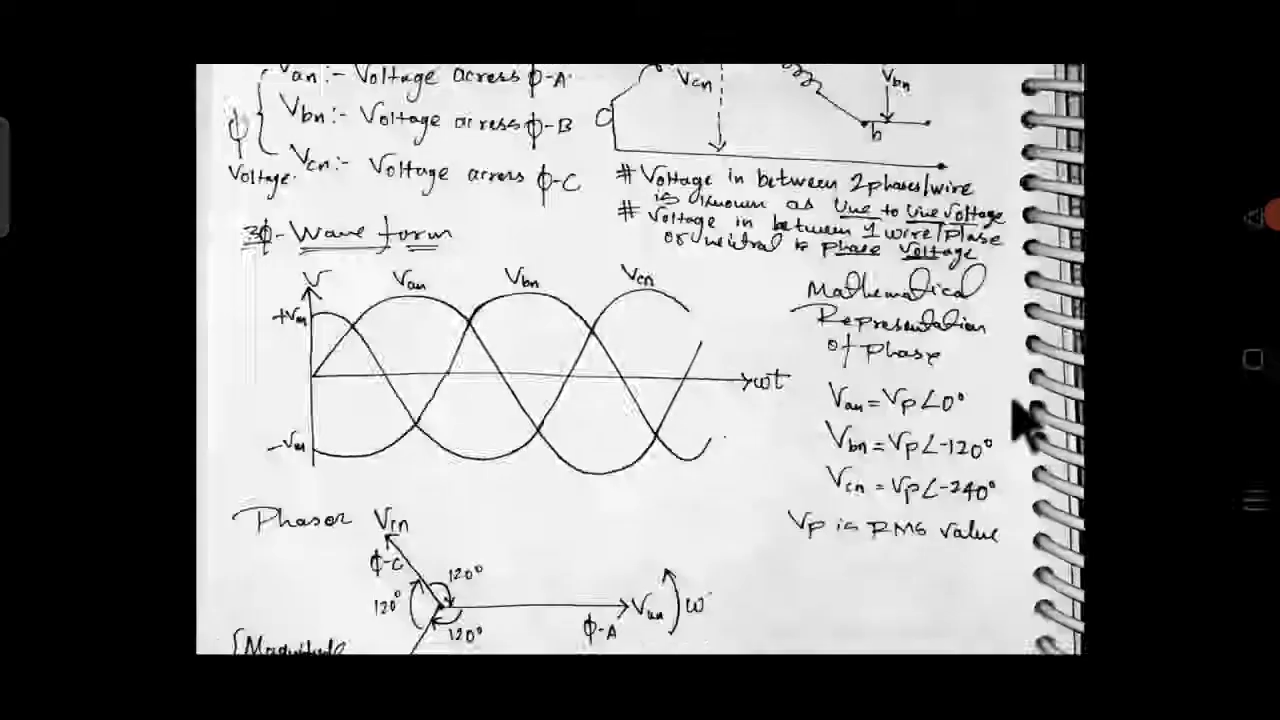 Van :- Voltage across ϕ-A
Vbn :- Voltage across ϕ-B
Vcn :- Voltage across ϕ-C
ϕ
Voltage.
Vcn
Vbn
b
# Voltage in between 2 phases/wire
is known as line to line voltage
# Voltage in between 1 wire/phase
or neutral is phase voltage
3ϕ- Wave form
V
Van
Vbn
Vcn
+Vm
-Vm
ωt
Mathematical
Representation
of phase
Van = Vp∠0°
Vbn = Vp∠-120°
Vcn = Vp∠-240°
Vp is RMS value
Phasor
Vcn
ϕ-C
120°
120°
120°
Van
ϕ-A
ω
{Magnitude